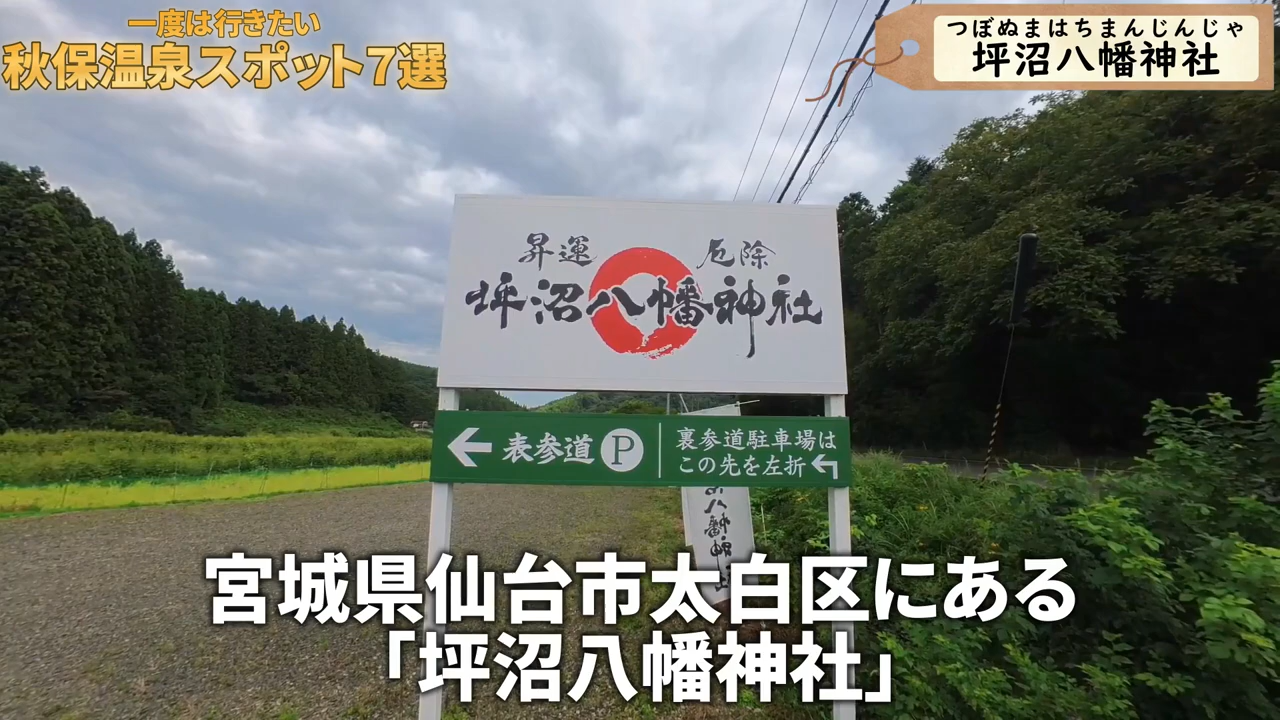 一度は行きたい
秋保温泉スポット7選
つぼぬまはちまんじんじゃ
坪沼八幡神社
昇運 厄除
坪沼八幡神社
表参道 P
裏参道駐車場は
この先を左折
八幡神社
宮城県仙台市太白区にある
「坪沼八幡神社」